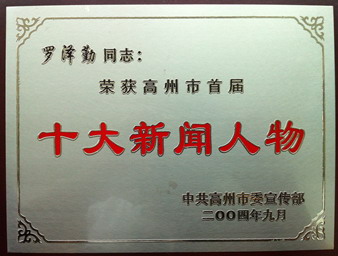 罗泽勤 同志：
荣获高州市首届
十大新闻人物
中共高州市委宣传部
二〇〇四年九月